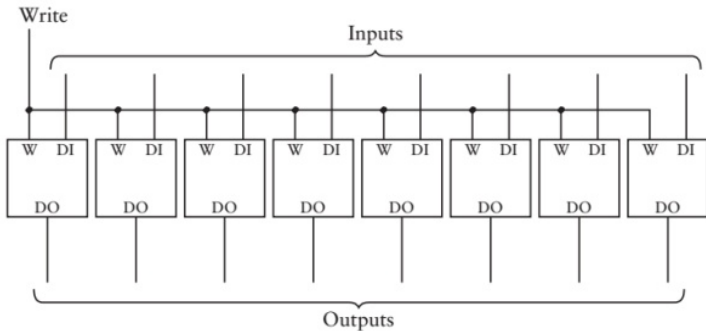 Write
Inputs
W DI W DI W DI W DI W DI W DI W DI W DI
DO DO DO DO DO DO DO DO
Outputs